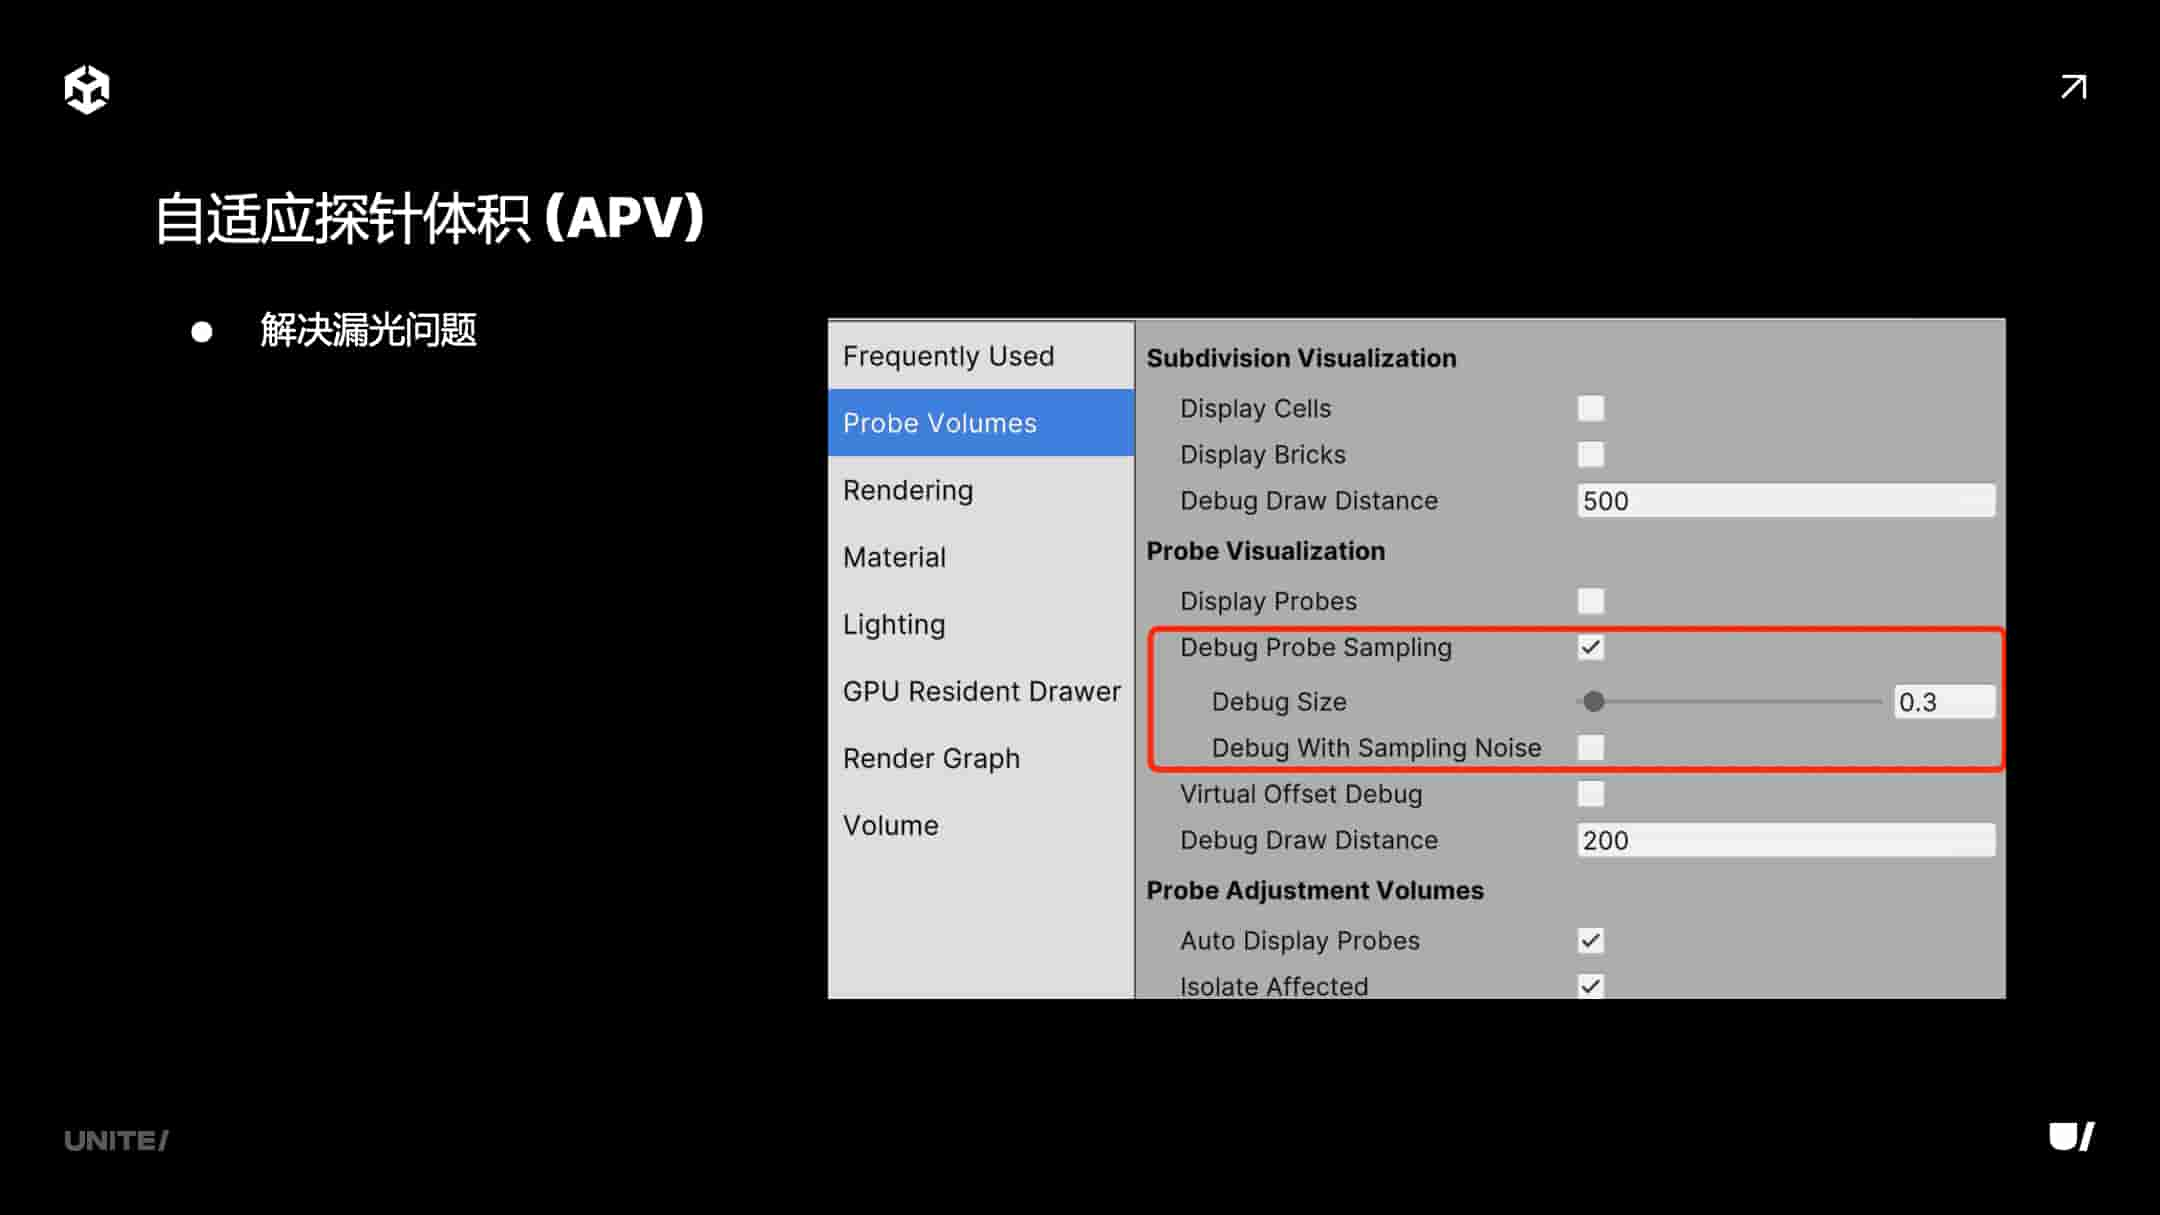 自适应探针体积 (APV)
● 解决漏光问题
Frequently Used
Probe Volumes
Rendering
Material
Lighting
GPU Resident Drawer
Render Graph
Volume
Subdivision Visualization
Display Cells
Display Bricks
Debug Draw Distance 500
Probe Visualization
Display Probes
Debug Probe Sampling
Debug Size 0.3
Debug With Sampling Noise
Virtual Offset Debug
Debug Draw Distance 200
Probe Adjustment Volumes
Auto Display Probes
Isolate Affected
UNITE/
U/